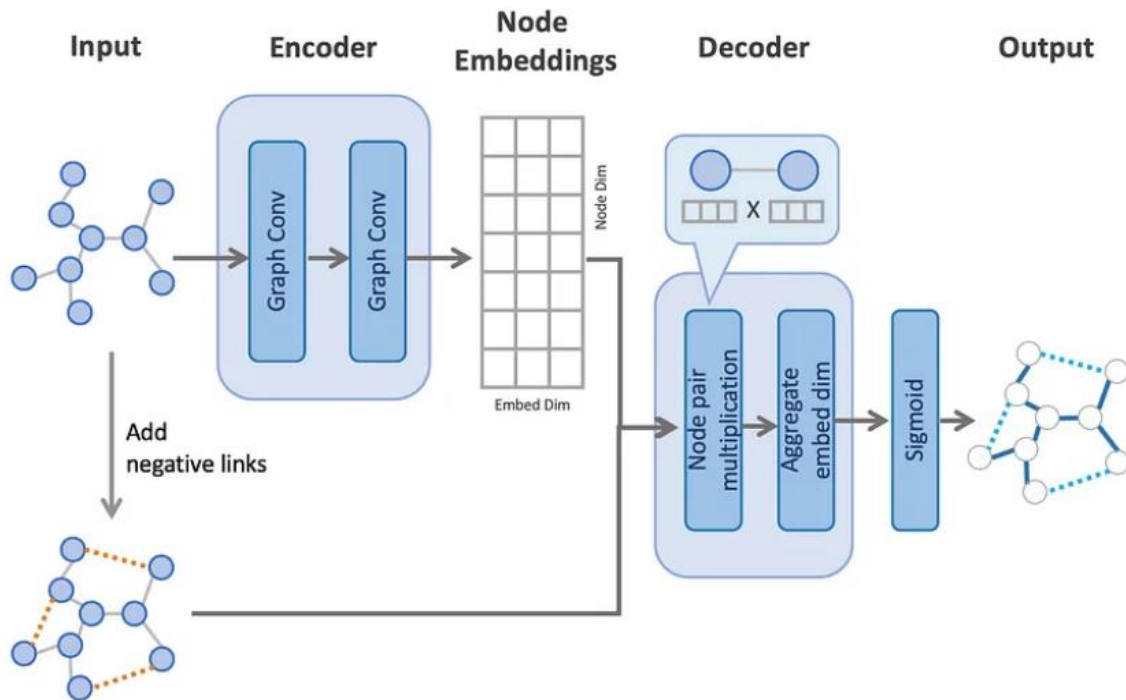 Input
Encoder
Node
Embeddings
Decoder
Output
Graph Conv
Graph Conv
Node Dim
Embed Dim
X
Node pair
multiplication
Aggregate
embed dim
Sigmoid
Add
negative links